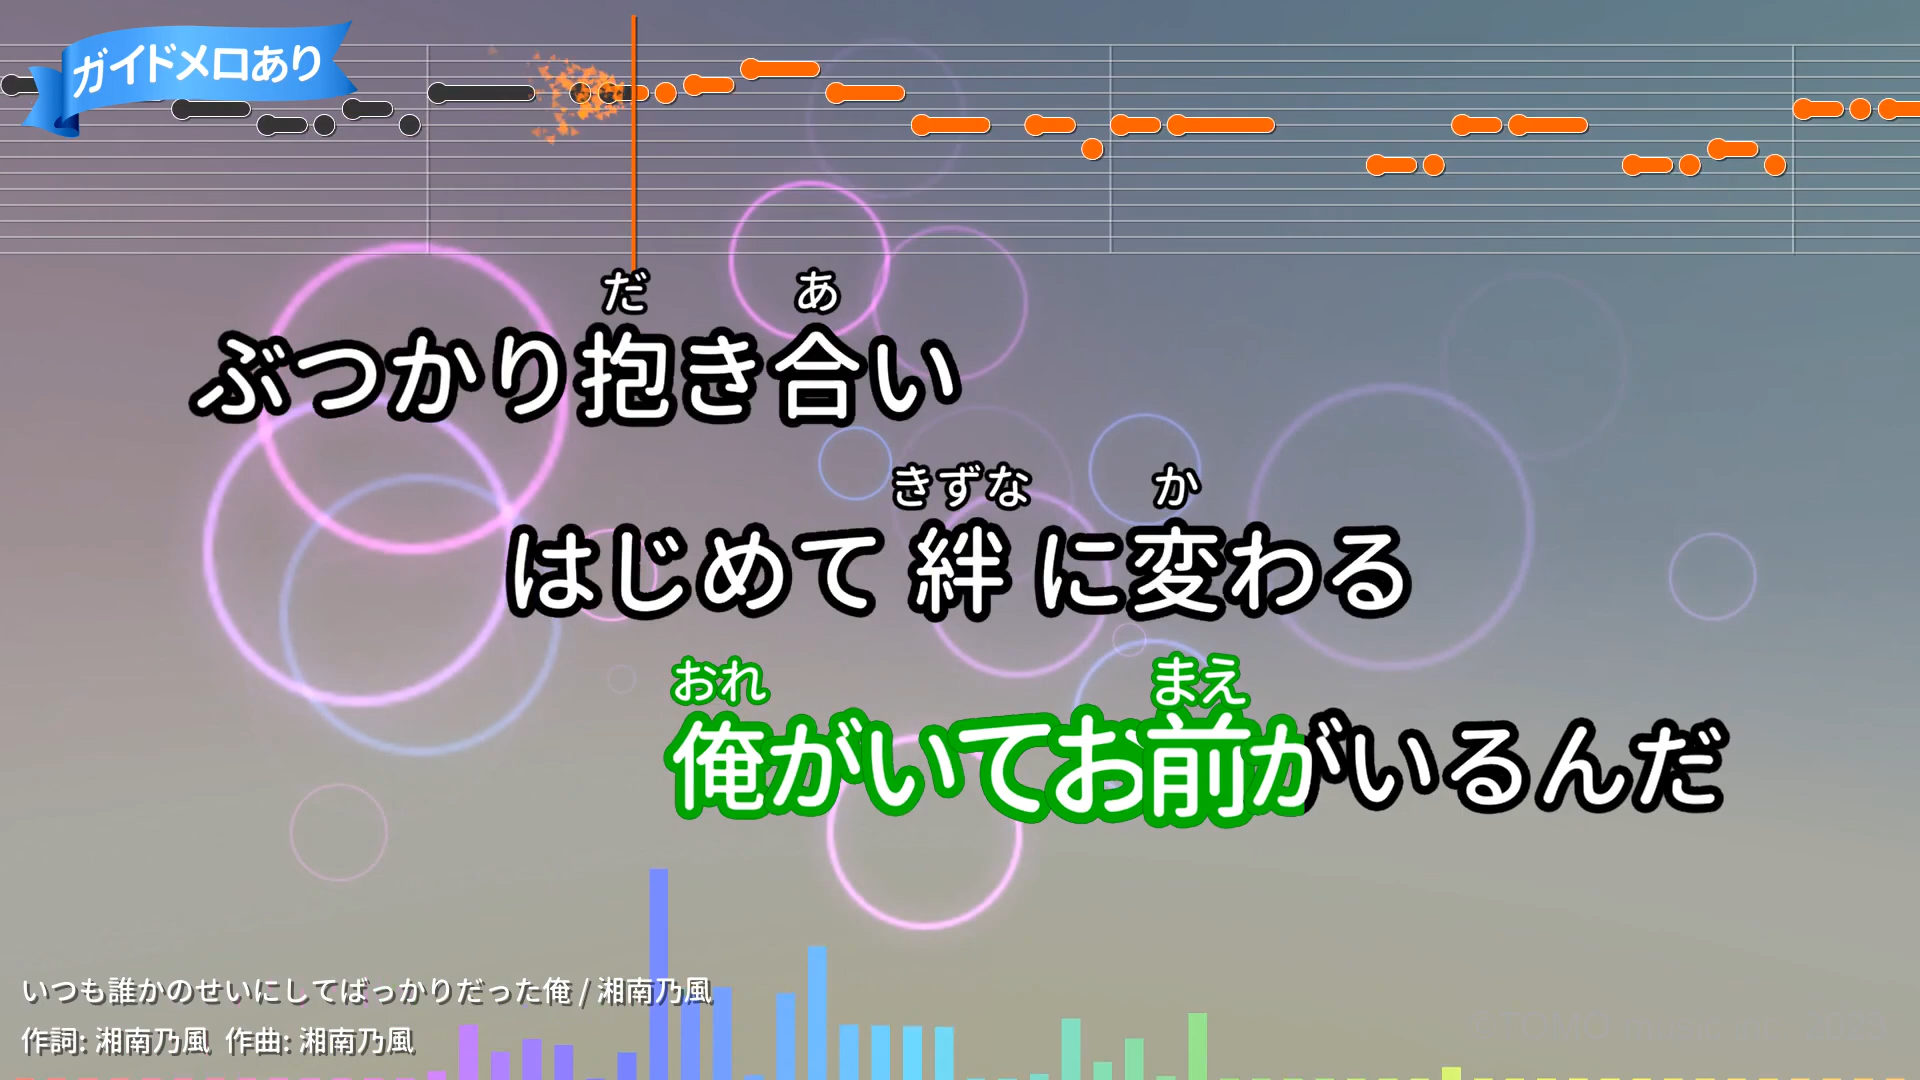 ガイドメロあり
だ あ
ぶつかり抱き合い
きずな か
はじめて 絆 に変わる
おれ まえ
俺がいてお前がいるんだ
いつも誰かのせいにしてばっかりだった俺 / 湘南乃風
作詞: 湘南乃風 作曲: 湘南乃風